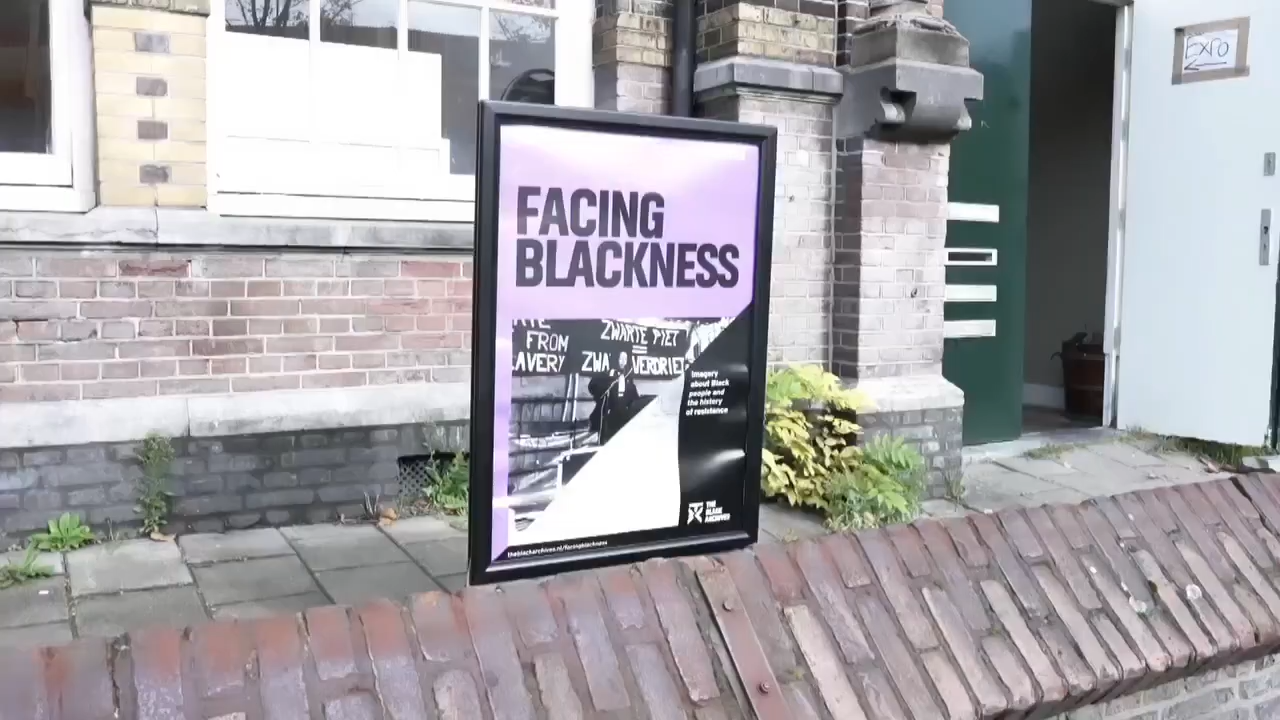 FACING
BLACKNESS
ZWARTE PIET
FROM
=
AVERY ZWA VERDRIET
Imagery
about Black
people and
the history
of resistance
THE
BLACK
ARCHIVES
theblackarchives.nl/facingblackness
EXPO